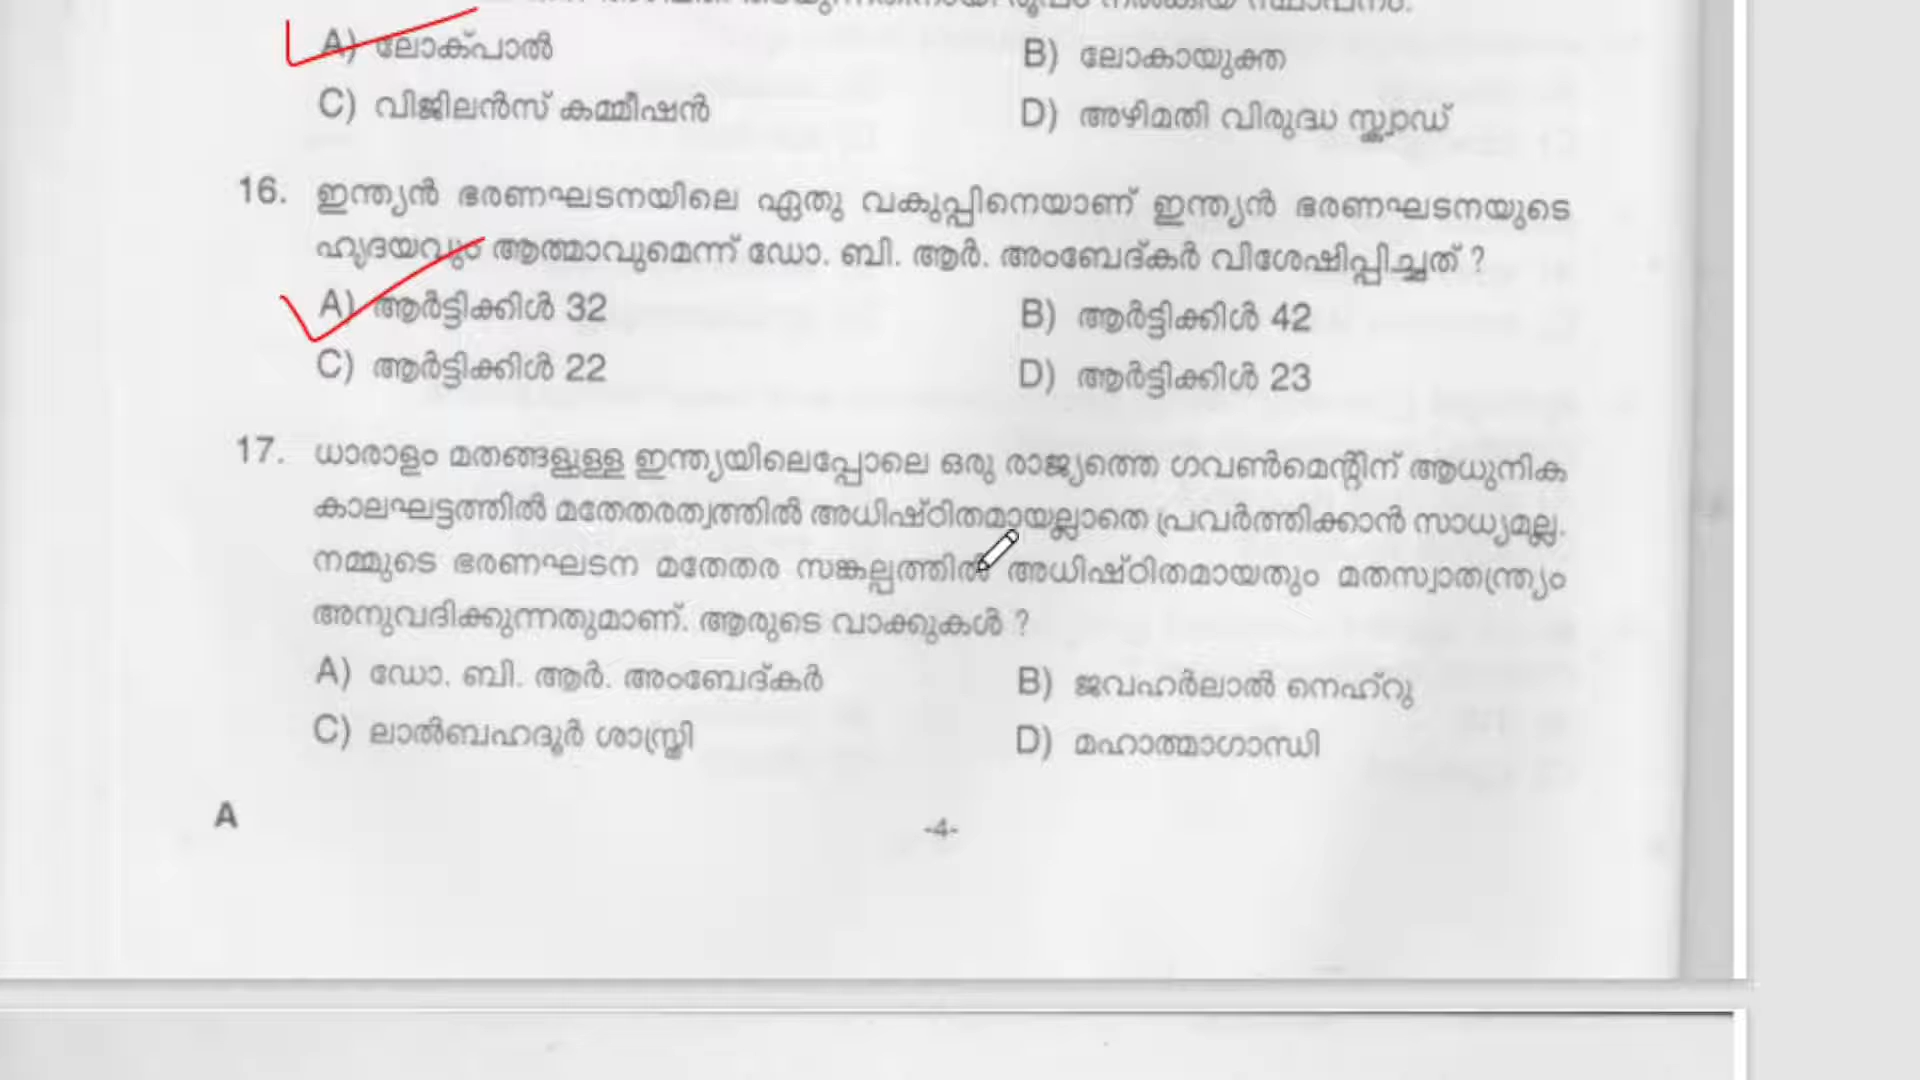 രൂപം നൽകിയ സ്ഥാപനം.
A) ലോക്പാൽ
B) ലോകായുക്ത
C) വിജിലൻസ് കമ്മീഷൻ
D) അഴിമതി വിരുദ്ധ സ്ക്വാഡ്
16. ഇന്ത്യൻ ഭരണഘടനയിലെ ഏതു വകുപ്പിനെയാണ് ഇന്ത്യൻ ഭരണഘടനയുടെ
ഹൃദയവും ആത്മാവുമെന്ന് ഡോ. ബി. ആർ. അംബേദ്കർ വിശേഷിപ്പിച്ചത് ?
A) ആർട്ടിക്കിൾ 32
B) ആർട്ടിക്കിൾ 42
C) ആർട്ടിക്കിൾ 22
D) ആർട്ടിക്കിൾ 23
17. ധാരാളം മതങ്ങളുള്ള ഇന്ത്യയിലെപ്പോലെ ഒരു രാജ്യത്തെ ഗവൺമെന്റിന് ആധുനിക
കാലഘട്ടത്തിൽ മതേതരത്വത്തിൽ അധിഷ്ഠിതമായല്ലാതെ പ്രവർത്തിക്കാൻ സാധ്യമല്ല.
നമ്മുടെ ഭരണഘടന മതേതര സങ്കല്പത്തിൽ അധിഷ്ഠിതമായതും മതസ്വാതന്ത്ര്യം
അനുവദിക്കുന്നതുമാണ്. ആരുടെ വാക്കുകൾ ?
A) ഡോ. ബി. ആർ. അംബേദ്കർ
B) ജവഹർലാൽ നെഹ്റു
C) ലാൽബഹദൂർ ശാസ്ത്രി
D) മഹാത്മാഗാന്ധി
A
-4-